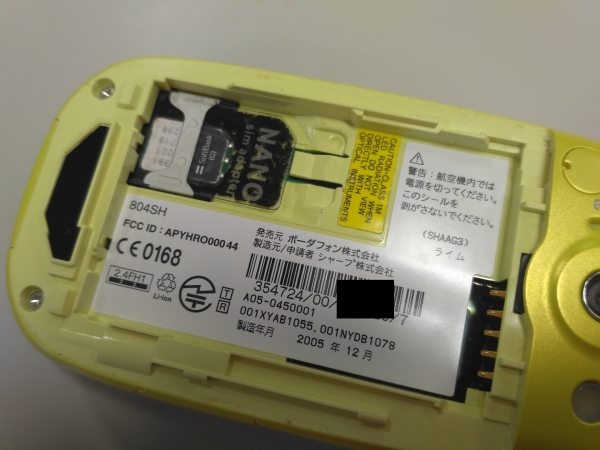 SoftBank
NANO
sim adapter
CAUTION-CLASS 1M
LED RADIATION WHEN
OPEN DO NOT VIEW
DIRECTLY WITH
OPTICAL INSTRUMENTS
警告:航空機内では
電源を切ってください。
このシールを
剥がさないでください。
(SHAAG3)
ライム
804SH
FCC ID : APYHRO00044
CE0168
2.4FH1
Li-ion
T
R
発売元 ボーダフォン株式会社
製造元/申請者 シャープ株式会社
354724/00/
/7
A05-0450001
001XYAB1055,001NYDB1078
製造年月 2005 年 12 月